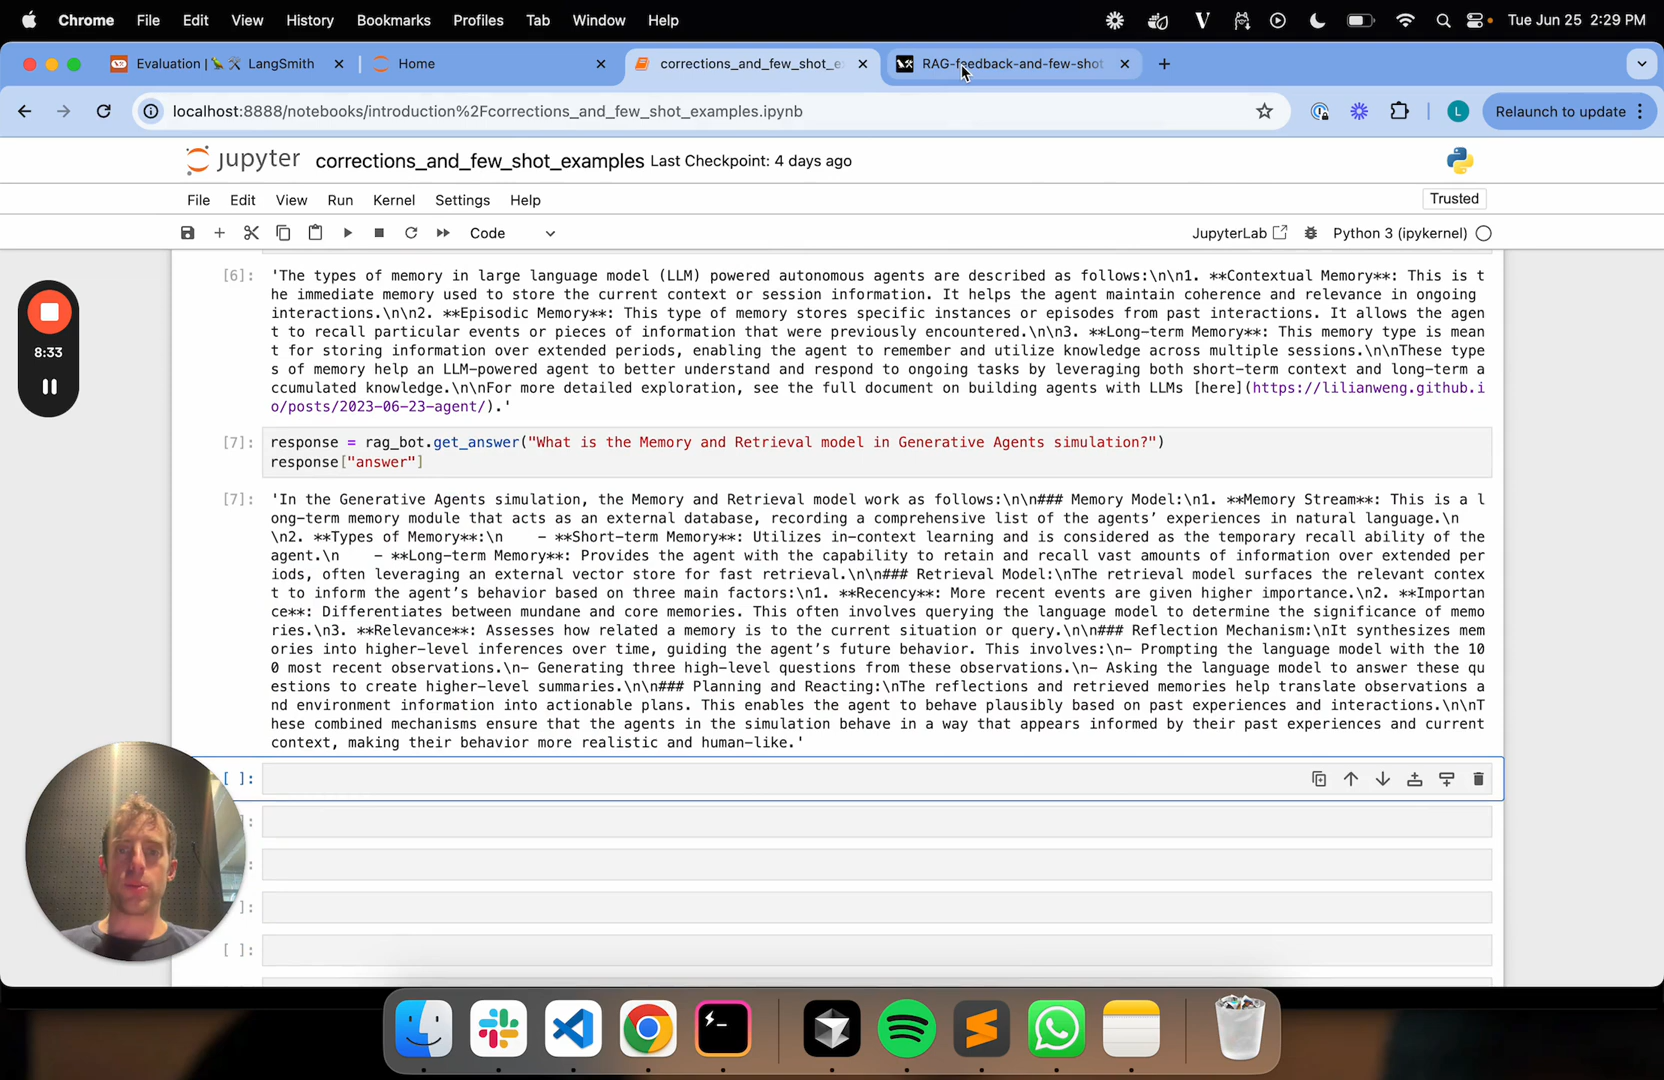 Chrome File Edit View History Bookmarks Profiles Tab Window Help Tue Jun 25 2:29 PM
Evaluation | LangSmith Home corrections_and_few_shot_e RAG-feedback-and-few-shot
localhost:8888/notebooks/introduction%2Fcorrections_and_few_shot_examples.ipynb L Relaunch to update
jupyter corrections_and_few_shot_examples Last Checkpoint: 4 days ago
File Edit View Run Kernel Settings Help Trusted
Code JupyterLab Python 3 (ipykernel)
[6]: 'The types of memory in large language model (LLM) powered autonomous agents are described as follows:\n\n1. **Contextual Memory**: This is t
he immediate memory used to store the current context or session information. It helps the agent maintain coherence and relevance in ongoing
interactions.\n\n2. **Episodic Memory**: This type of memory stores specific instances or episodes from past interactions. It allows the agen
t to recall particular events or pieces of information that were previously encountered.\n\n3. **Long-term Memory**: This memory type is mean
t for storing information over extended periods, enabling the agent to remember and utilize knowledge across multiple sessions.\n\nThese type
s of memory help an LLM-powered agent to better understand and respond to ongoing tasks by leveraging both short-term context and long-term a
ccumulated knowledge.\n\nFor more detailed exploration, see the full document on building agents with LLMs [here](https://lilianweng.github.i
o/posts/2023-06-23-agent/).'
8:33
[7]: response = rag_bot.get_answer("What is the Memory and Retrieval model in Generative Agents simulation?")
response["answer"]
[7]: 'In the Generative Agents simulation, the Memory and Retrieval model work as follows:\n\n### Memory Model:\n1. **Memory Stream**: This is a l
ong-term memory module that acts as an external database, recording a comprehensive list of the agents’ experiences in natural language.\n
\n2. **Types of Memory**:\n    - **Short-term Memory**: Utilizes in-context learning and is considered as the temporary recall ability of the
agent.\n    - **Long-term Memory**: Provides the agent with the capability to retain and recall vast amounts of information over extended per
iods, often leveraging an external vector store for fast retrieval.\n\n### Retrieval Model:\nThe retrieval model surfaces the relevant contex
t to inform the agent’s behavior based on three main factors:\n1. **Recency**: More recent events are given higher importance.\n2. **Importan
ce**: Differentiates between mundane and core memories. This often involves querying the language model to determine the significance of memo
ries.\n3. **Relevance**: Assesses how related a memory is to the current situation or query.\n\n### Reflection Mechanism:\nIt synthesizes mem
ories into higher-level inferences over time, guiding the agent’s future behavior. This involves:\n- Prompting the language model with the 10
0 most recent observations.\n- Generating three high-level questions from these observations.\n- Asking the language model to answer these qu
estions to create higher-level summaries.\n\n### Planning and Reacting:\nThe reflections and retrieved memories help translate observations a
nd environment information into actionable plans. This enables the agent to behave plausibly based on past experiences and interactions.\n\nT
hese combined mechanisms ensure that the agents in the simulation behave in a way that appears informed by their past experiences and current
context, making their behavior more realistic and human-like.'
[ ]:
]:
]:
]:
[ ]: